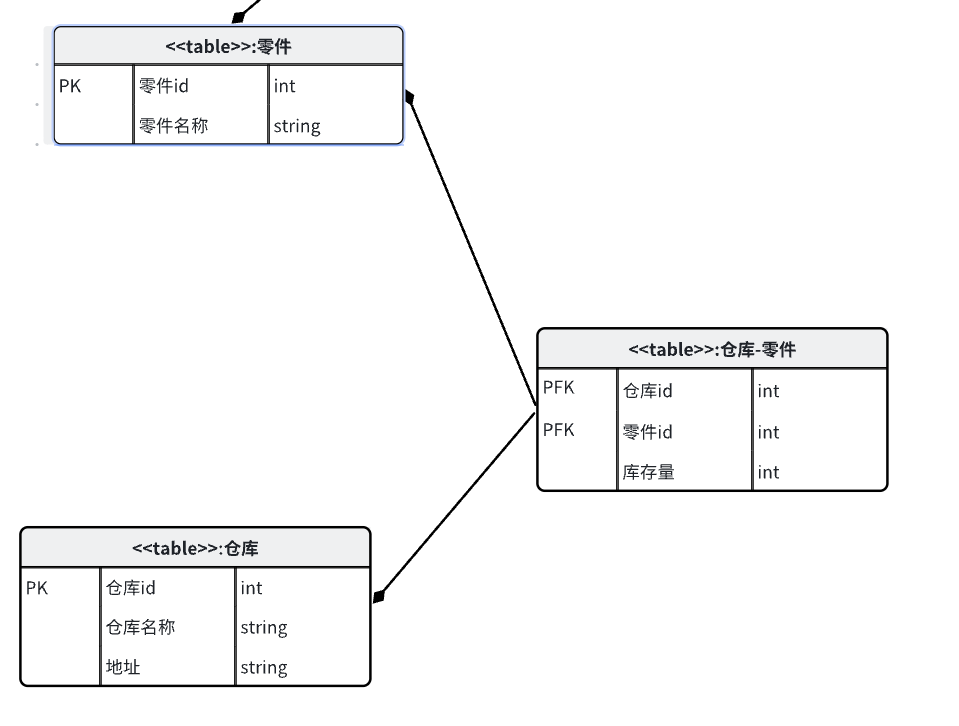 <<table>>:零件
PK 零件id int
零件名称 string
<<table>>:仓库-零件
PFK 仓库id int
PFK 零件id int
库存量 int
<<table>>:仓库
PK 仓库id int
仓库名称 string
地址 string